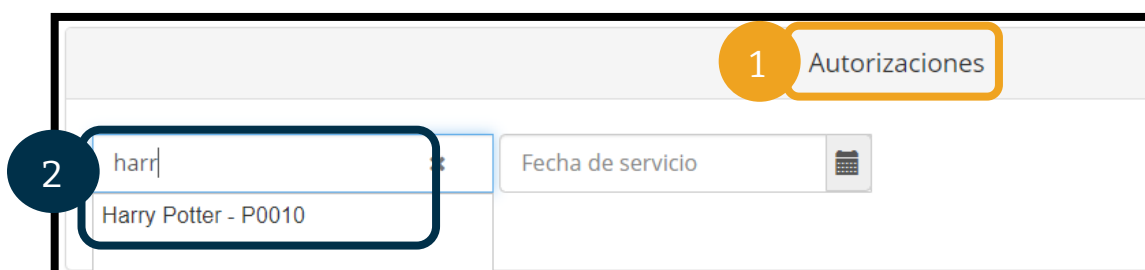 1 Autorizaciones
2 harr Fecha de servicio
Harry Potter - P0010